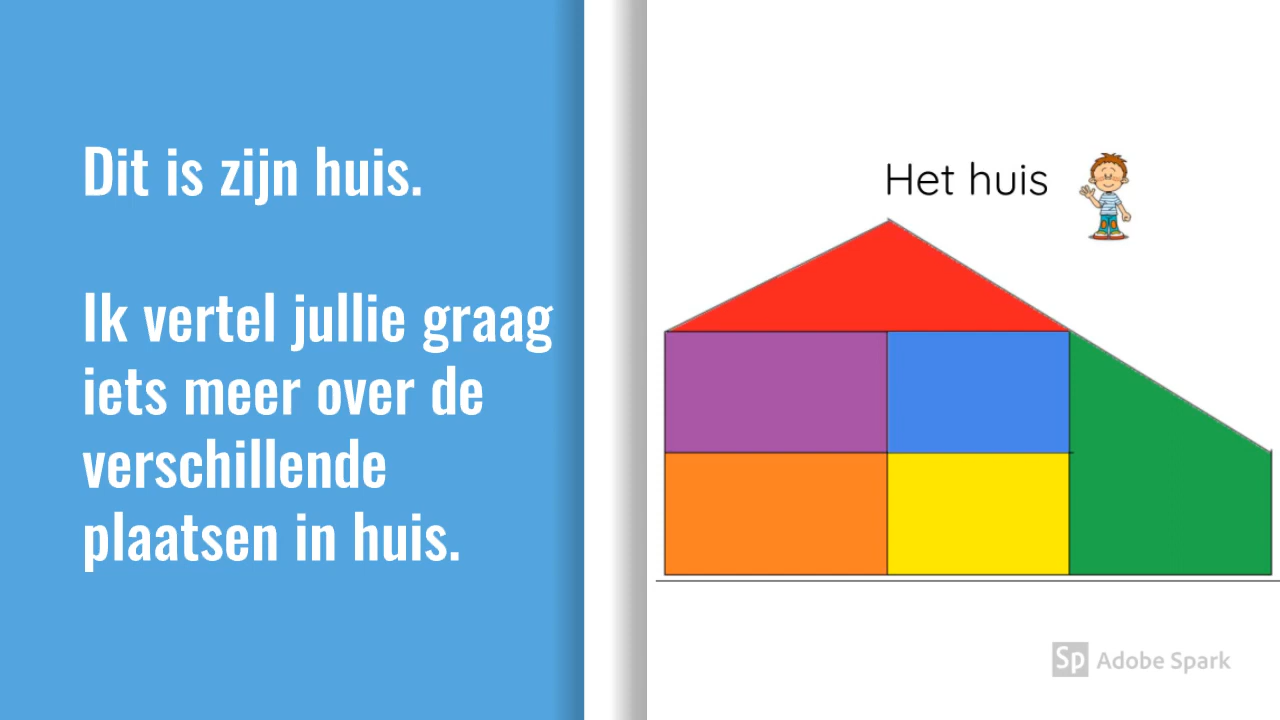 Dit is zijn huis.
Ik vertel jullie graag
iets meer over de
verschillende
plaatsen in huis.
Het huis
Sp Adobe Spark